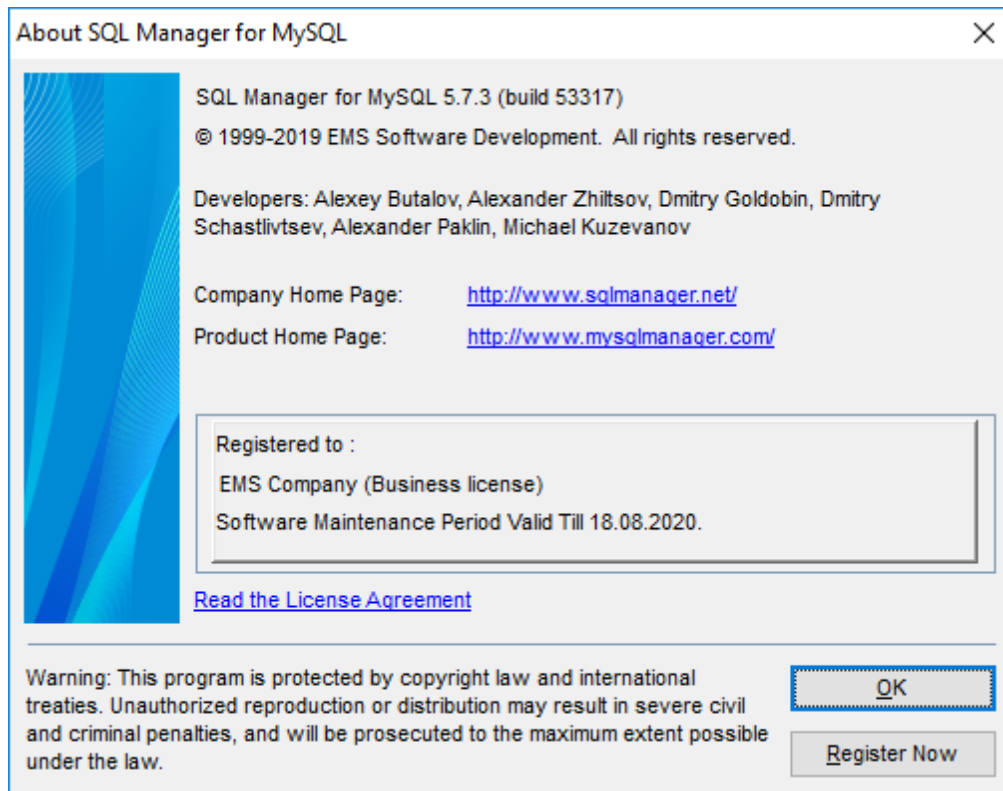 About SQL Manager for MySQL
SQL Manager for MySQL 5.7.3 (build 53317)
© 1999-2019 EMS Software Development.  All rights reserved.
Developers: Alexey Butalov, Alexander Zhiltsov, Dmitry Goldobin, Dmitry
Schastlivtsev, Alexander Paklin, Michael Kuzevanov
Company Home Page: http://www.sqlmanager.net/
Product Home Page: http://www.mysqlmanager.com/
Registered to :
EMS Company (Business license)
Software Maintenance Period Valid Till 18.08.2020.
Read the License Agreement
Warning: This program is protected by copyright law and international
treaties. Unauthorized reproduction or distribution may result in severe civil
and criminal penalties, and will be prosecuted to the maximum extent possible
under the law.
OK
Register Now